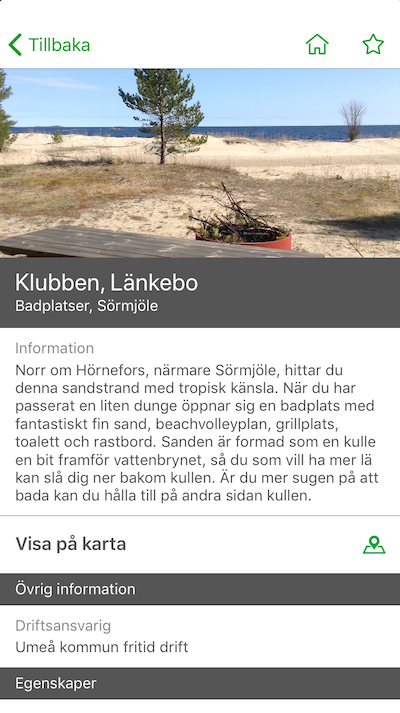 Tillbaka
Klubben, Länkebo
Badplatser, Sörmjöle
Information
Norr om Hörnefors, närmare Sörmjöle, hittar du
denna sandstrand med tropisk känsla. När du har
passerat en liten dunge öppnar sig en badplats med
fantastiskt fin sand, beachvolleyplan, grillplats,
toalett och rastbord. Sanden är formad som en kulle
en bit framför vattenbrynet, så du som vill ha mer lä
kan slå dig ner bakom kullen. Är du mer sugen på att
bada kan du hålla till på andra sidan kullen.
Visa på karta
Övrig information
Driftsansvarig
Umeå kommun fritid drift
Egenskaper